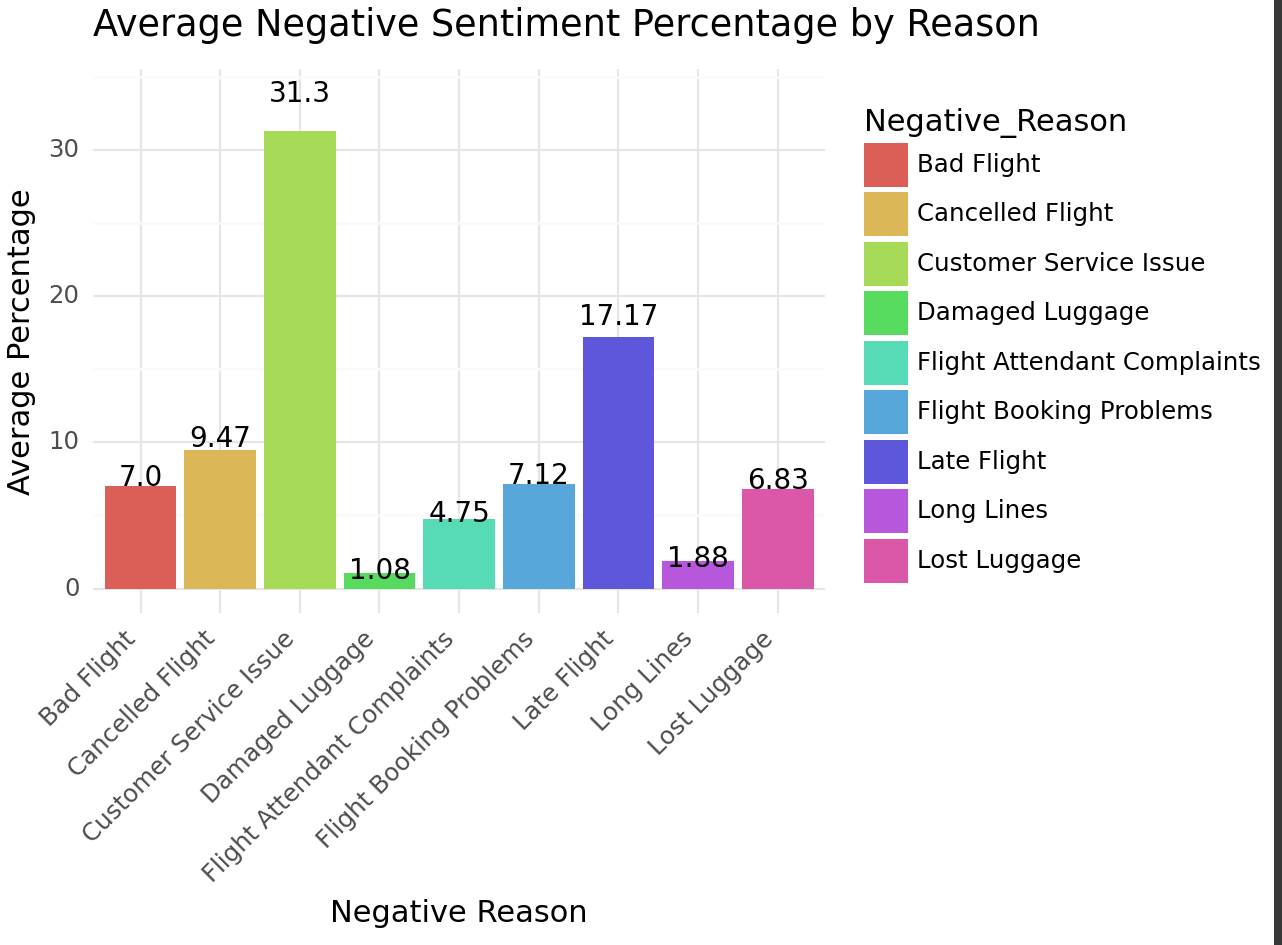 Average Negative Sentiment Percentage by Reason
Average Percentage
30
20
10
0
7.0
9.47
31.3
1.08
4.75
7.12
17.17
1.88
6.83
Bad Flight
Cancelled Flight
Customer Service Issue
Damaged Luggage
Flight Attendant Complaints
Flight Booking Problems
Late Flight
Long Lines
Lost Luggage
Negative Reason
Negative_Reason
Bad Flight
Cancelled Flight
Customer Service Issue
Damaged Luggage
Flight Attendant Complaints
Flight Booking Problems
Late Flight
Long Lines
Lost Luggage